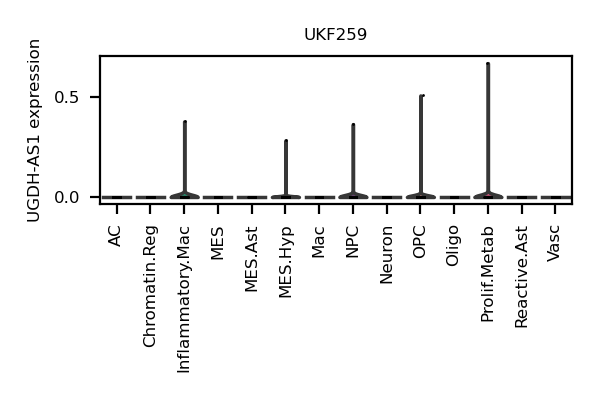 UKF259
UGDH-AS1 expression
0.5
0.0
AC
Chromatin.Reg
Inflammatory.Mac
MES
MES.Ast
MES.Hyp
Mac
NPC
Neuron
OPC
Oligo
Prolif.Metab
Reactive.Ast
Vasc